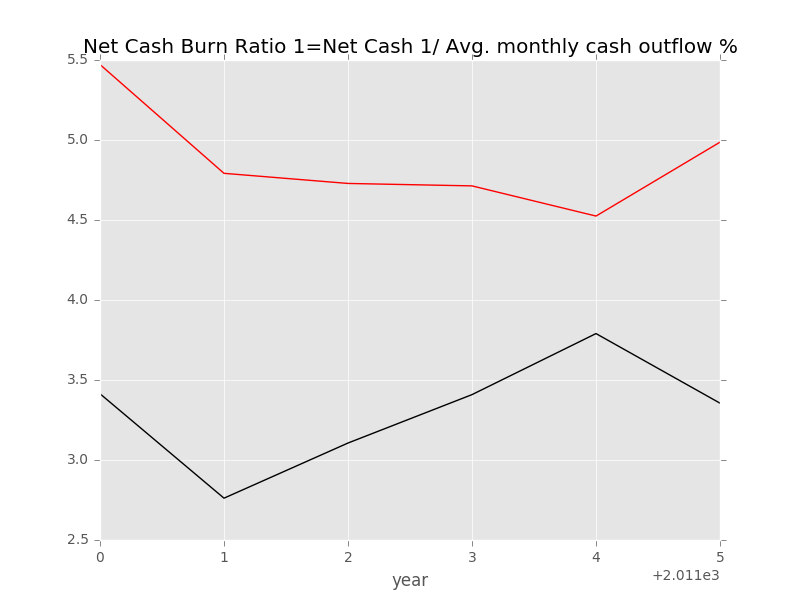 Net Cash Burn Ratio 1=Net Cash 1/ Avg. monthly cash outflow %
5.5
5.0
4.5
4.0
3.5
3.0
2.5
0 1 2 3 4 5
+2.011e3
year